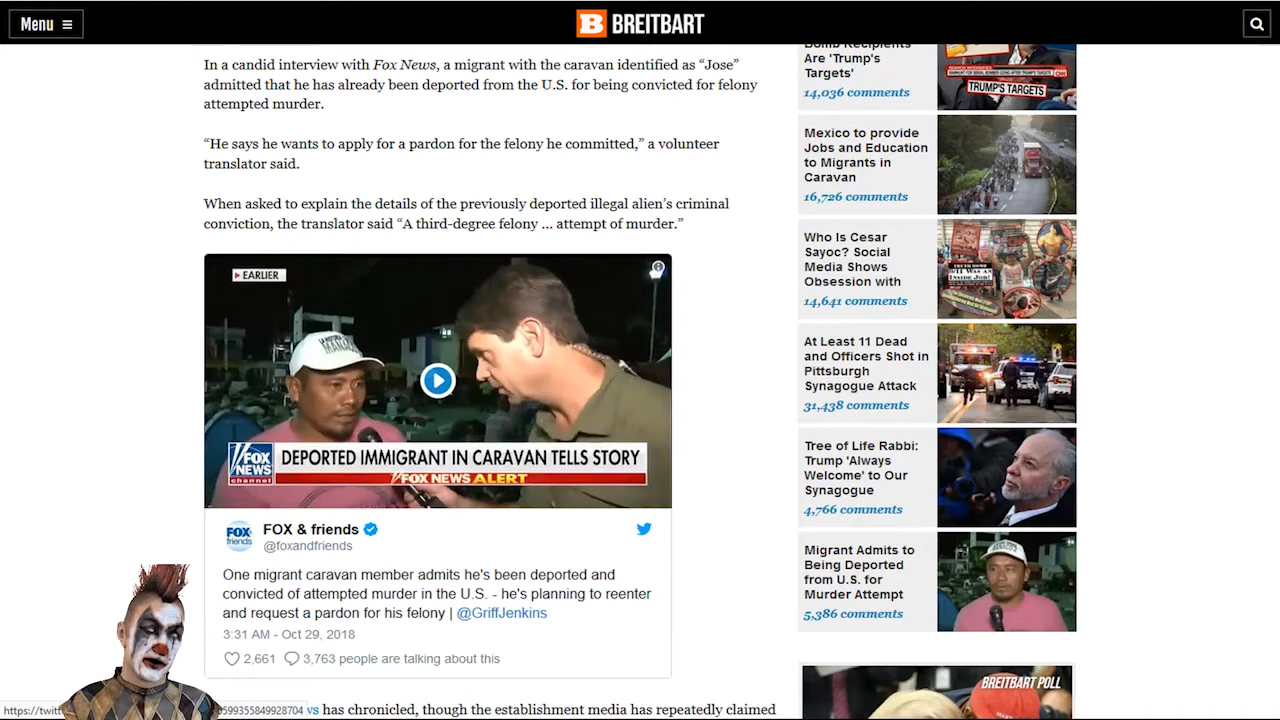 Menu
BREITBART
In a candid interview with Fox News, a migrant with the caravan identified as “Jose”
admitted that he has already been deported from the U.S. for being convicted for felony
attempted murder.
“He says he wants to apply for a pardon for the felony he committed,” a volunteer
translator said.
When asked to explain the details of the previously deported illegal alien’s criminal
conviction, the translator said “A third-degree felony ... attempt of murder.”
EARLIER
FOX
NEWS
channel
DEPORTED IMMIGRANT IN CARAVAN TELLS STORY
FOX NEWS ALERT
FOX & friends
@foxandfriends
One migrant caravan member admits he's been deported and
convicted of attempted murder in the U.S. - he's planning to reenter
and request a pardon for his felony | @GriffJenkins
3:31 AM - Oct 29, 2018
2,661 3,763 people are talking about this
https://twitt
599355849928704
vs has chronicled, though the establishment media has repeatedly claimed
Bomb Recipients
Are 'Trump's
Targets'
14,036 comments
TRUMP'S TARGETS
Mexico to provide
Jobs and Education
to Migrants in
Caravan
16,726 comments
Who Is Cesar
Sayoc? Social
Media Shows
Obsession with
14,641 comments
At Least 11 Dead
and Officers Shot in
Pittsburgh
Synagogue Attack
31,438 comments
Tree of Life Rabbi:
Trump 'Always
Welcome' to Our
Synagogue
4,766 comments
Migrant Admits to
Being Deported
from U.S. for
Murder Attempt
5,386 comments
BREITBART POLL